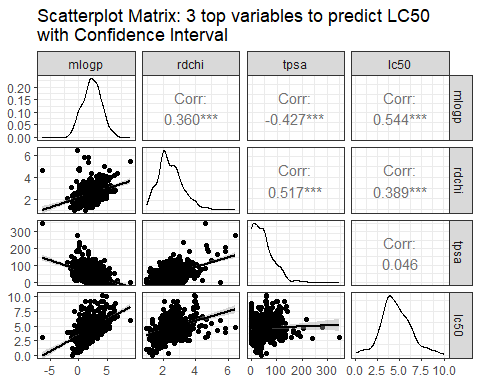 Scatterplot Matrix: 3 top variables to predict LC50
with Confidence Interval
mlogp rdchi tpsa lc50
0.20
0.15
0.10
0.05
0.00
Corr:
0.360***
Corr:
-0.427***
Corr:
0.544***
mlogp
6
4
2
Corr:
0.517***
Corr:
0.389***
rdchi
300
200
100
0
Corr:
0.046
tpsa
10.0
7.5
5.0
2.5
0.0
lc50
-5 0 5
2 4 6
0 100 200 300
0.0 2.5 5.0 7.5 10.0